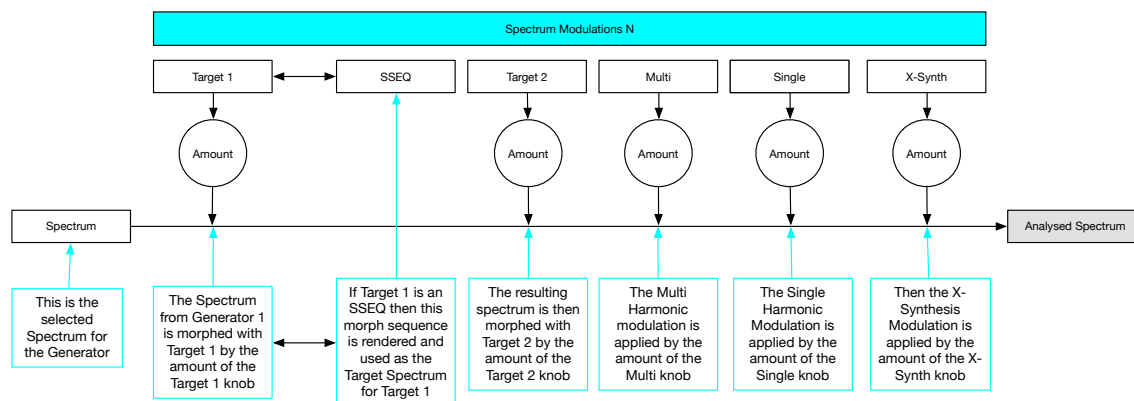 Spectrum Modulations N
Target 1
SSEQ
Target 2
Multi
Single
X-Synth
Amount
Amount
Amount
Amount
Amount
Spectrum
Analysed Spectrum
This is the
selected
Spectrum for
the Generator
The Spectrum
from Generator 1
is morphed with
Target 1 by the
amount of the
Target 1 knob
If Target 1 is an
SSEQ then this
morph sequence
is rendered and
used as the
Target Spectrum
for Target 1
The resulting
spectrum is then
morphed with
Target 2 by the
amount of the
Target 2 knob
The Multi
Harmonic
modulation is
applied by the
amount of the
Multi knob
The Single
Harmonic
Modulation is
applied by the
amount of the
Single knob
Then the X-
Synthesis
Modulation is
applied by the
amount of the X-
Synth knob